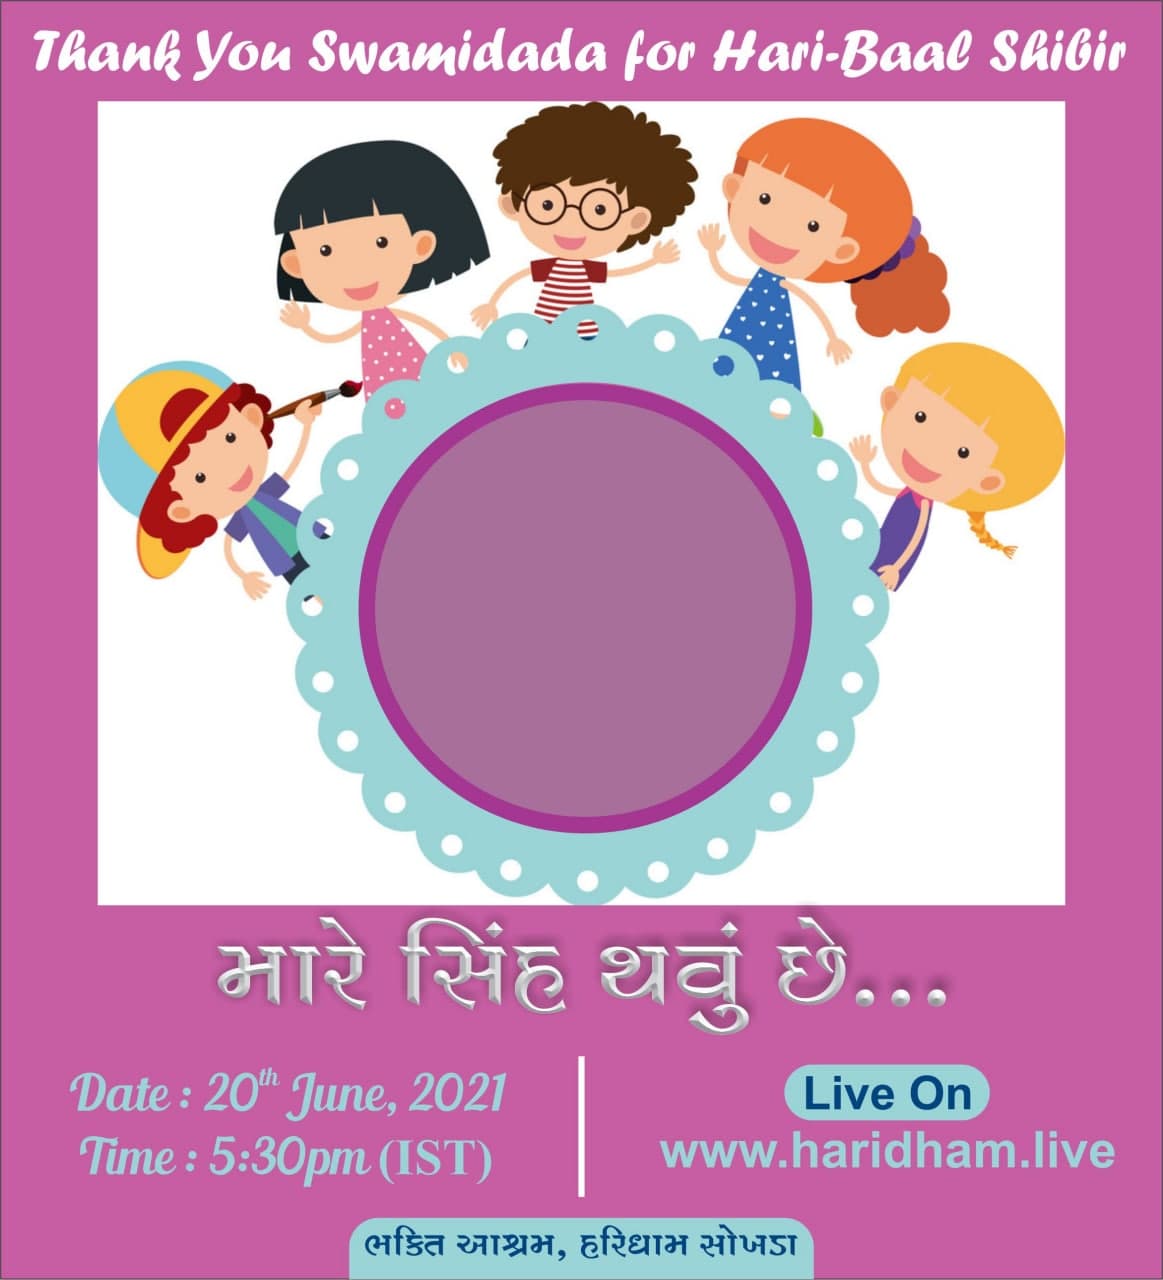 Thank You Swamidada for Hari-Baal Shibir
મારે સિંહ થવું છે...
Date : 20th June, 2021
Time : 5:30pm (IST)
Live On
www.haridham.live
ભક્તિ આશ્રમ, હરિધામ સોખડા